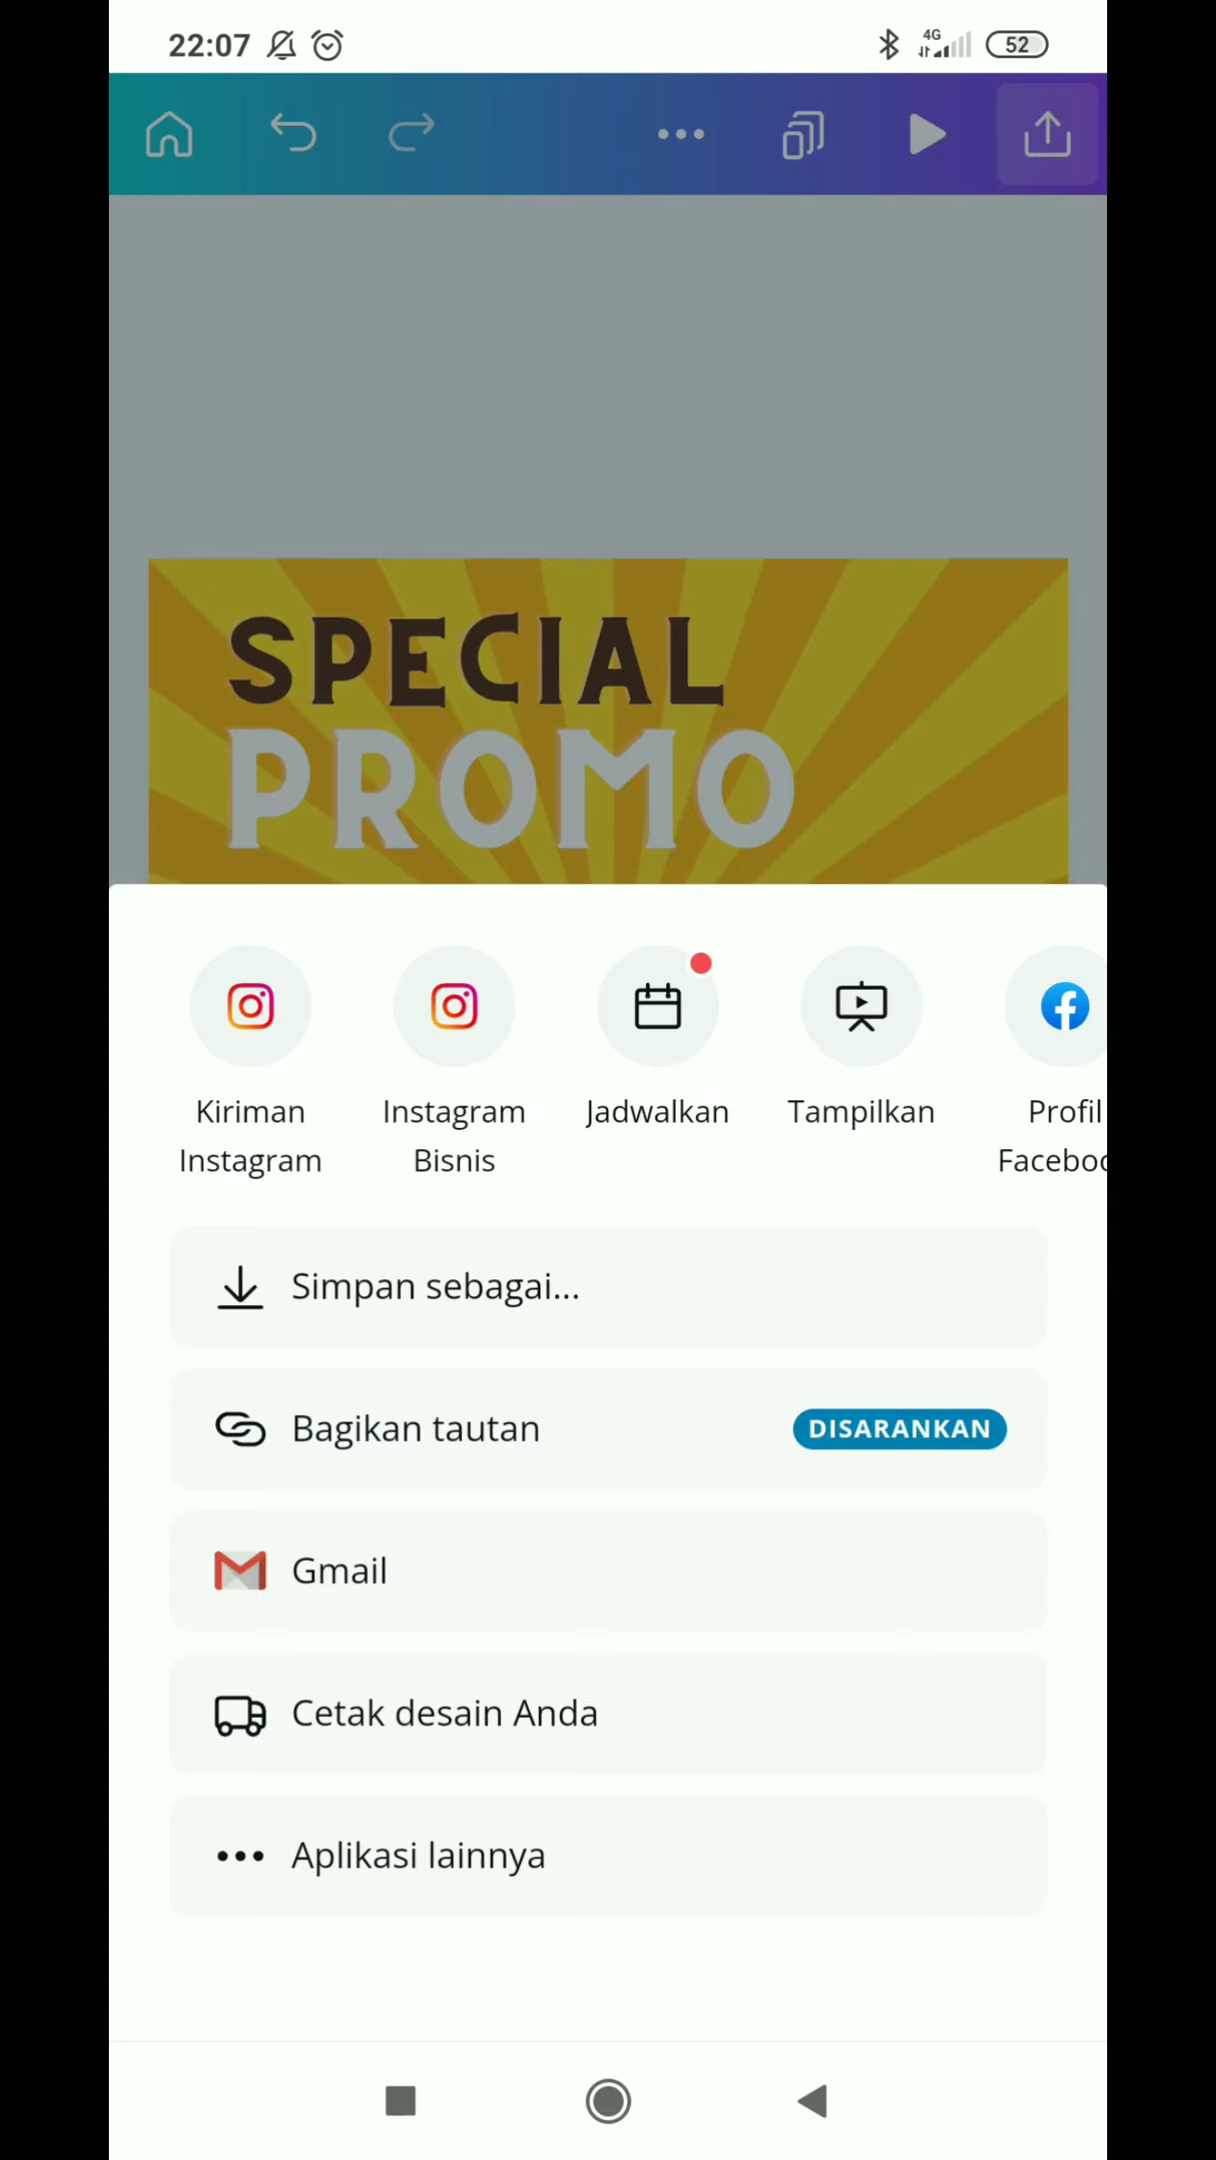 22:07
4G
52
SPECIAL
PROMO
Kiriman
Instagram
Instagram
Bisnis
Jadwalkan
Tampilkan
Profil
Faceboo
Simpan sebagai...
Bagikan tautan
DISARANKAN
Gmail
Cetak desain Anda
Aplikasi lainnya